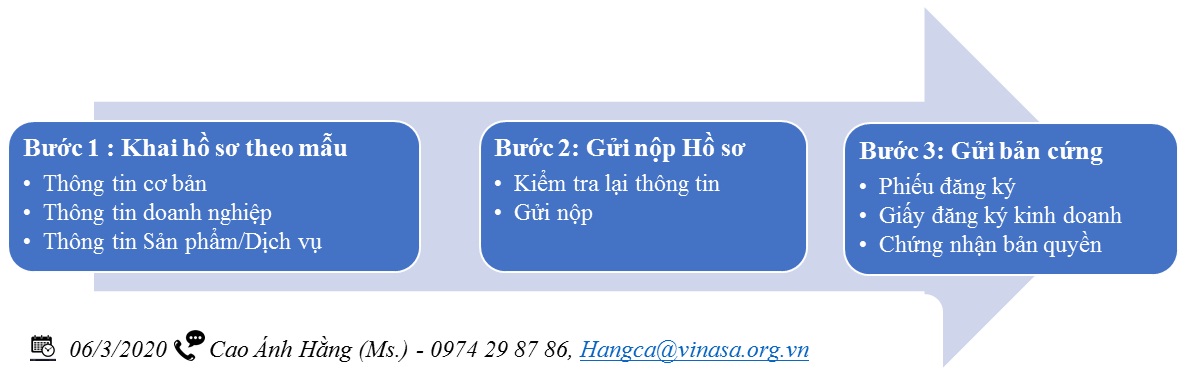 Bước 1 : Khai hồ sơ theo mẫu
• Thông tin cơ bản
• Thông tin doanh nghiệp
• Thông tin Sản phẩm/Dịch vụ
Bước 2: Gửi nộp Hồ sơ
• Kiểm tra lại thông tin
• Gửi nộp
Bước 3: Gửi bản cứng
• Phiếu đăng ký
• Giấy đăng ký kinh doanh
• Chứng nhận bản quyền
06/3/2020 Cao Ánh Hằng (Ms.) - 0974 29 87 86, Hangca@vinasa.org.vn